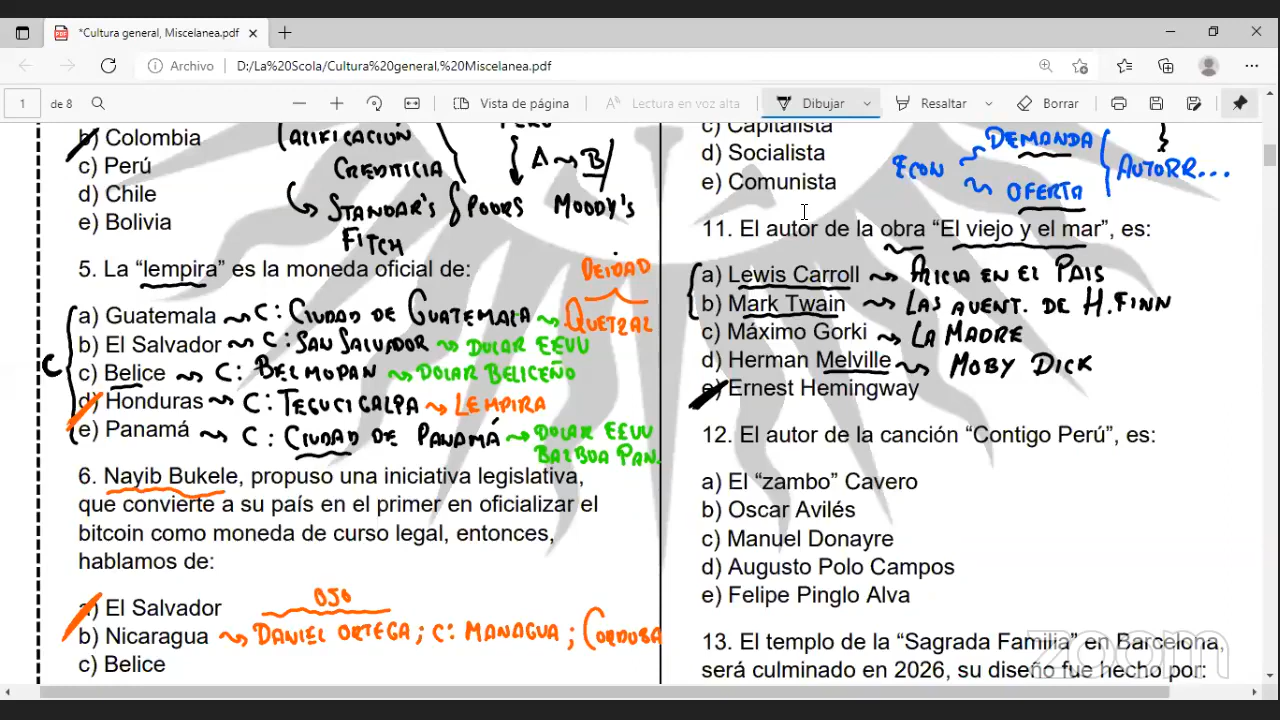 *Cultura general, Miscelanea.pdf
Archivo D:/La%20Scola/Cultura%20general,%20Miscelanea.pdf
1 de 8 Vista de página Lectura en voz alta Dibujar Resaltar Borrar
b) Colombia
c) Perú
d) Chile
e) Bolivia
CALIFICACIÓN
CREDITICIA
PERÚ
A B
STANDAR'S POORS MOODY'S
FITCH
5. La “lempira” es la moneda oficial de:
DEIDAD
a) Guatemala C: CIUDAD DE GUATEMALA QUETZAL
b) El Salvador C: SAN SALVADOR DOLAR EEUU
c) Belice C: BELMOPAN DOLAR BELICEÑO
d) Honduras C: TEGUCIGALPA LEMPIRA
e) Panamá C: CIUDAD DE PANAMÁ DOLAR EEUU
BALBOA PAN.
C
6. Nayib Bukele, propuso una iniciativa legislativa,
que convierte a su país en el primer en oficializar el
bitcoin como moneda de curso legal, entonces,
hablamos de:
OJO
a) El Salvador
b) Nicaragua DANIEL ORTEGA; C: MANAGUA; CORDOBA
c) Belice
c) Capitalista
d) Socialista
e) Comunista
ECON DEMANDA
OFERTA
AUTORR...
11. El autor de la obra “El viejo y el mar”, es:
a) Lewis Carroll ALICIA EN EL PAIS
b) Mark Twain LAS AVENT. DE H. FINN
c) Máximo Gorki LA MADRE
d) Herman Melville MOBY DICK
e) Ernest Hemingway
12. El autor de la canción “Contigo Perú”, es:
a) El “zambo” Cavero
b) Oscar Avilés
c) Manuel Donayre
d) Augusto Polo Campos
e) Felipe Pinglo Alva
13. El templo de la “Sagrada Familia” en Barcelona,
será culminado en 2026, su diseño fue hecho por:
zoom